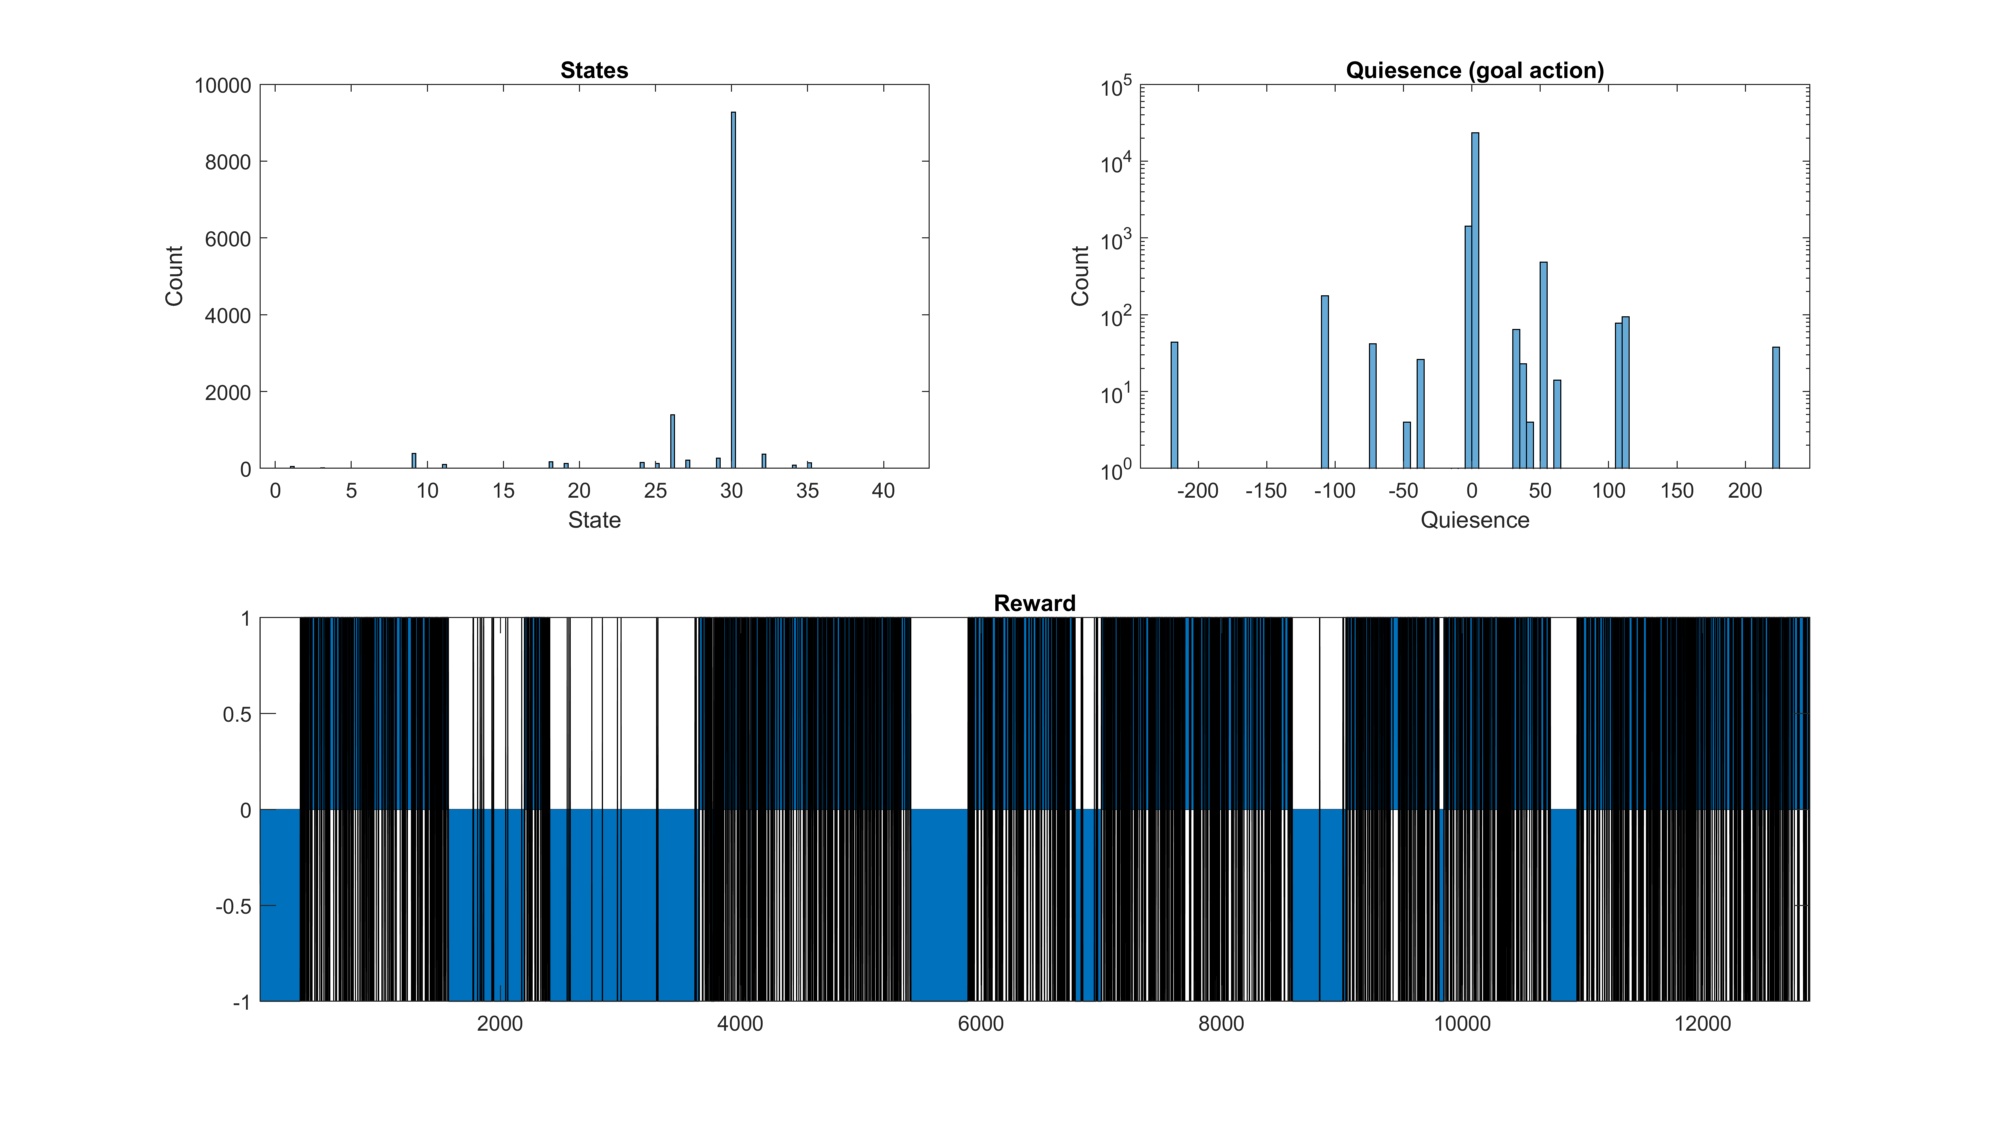 States
10000
8000
6000
4000
2000
0
Count
0 5 10 15 20 25 30 35 40
State
Quiesence (goal action)
10^5
10^4
10^3
10^2
10^1
10^0
Count
-200 -150 -100 -50 0 50 100 150 200
Quiesence
Reward
1
0.5
0
-0.5
-1
2000 4000 6000 8000 10000 12000